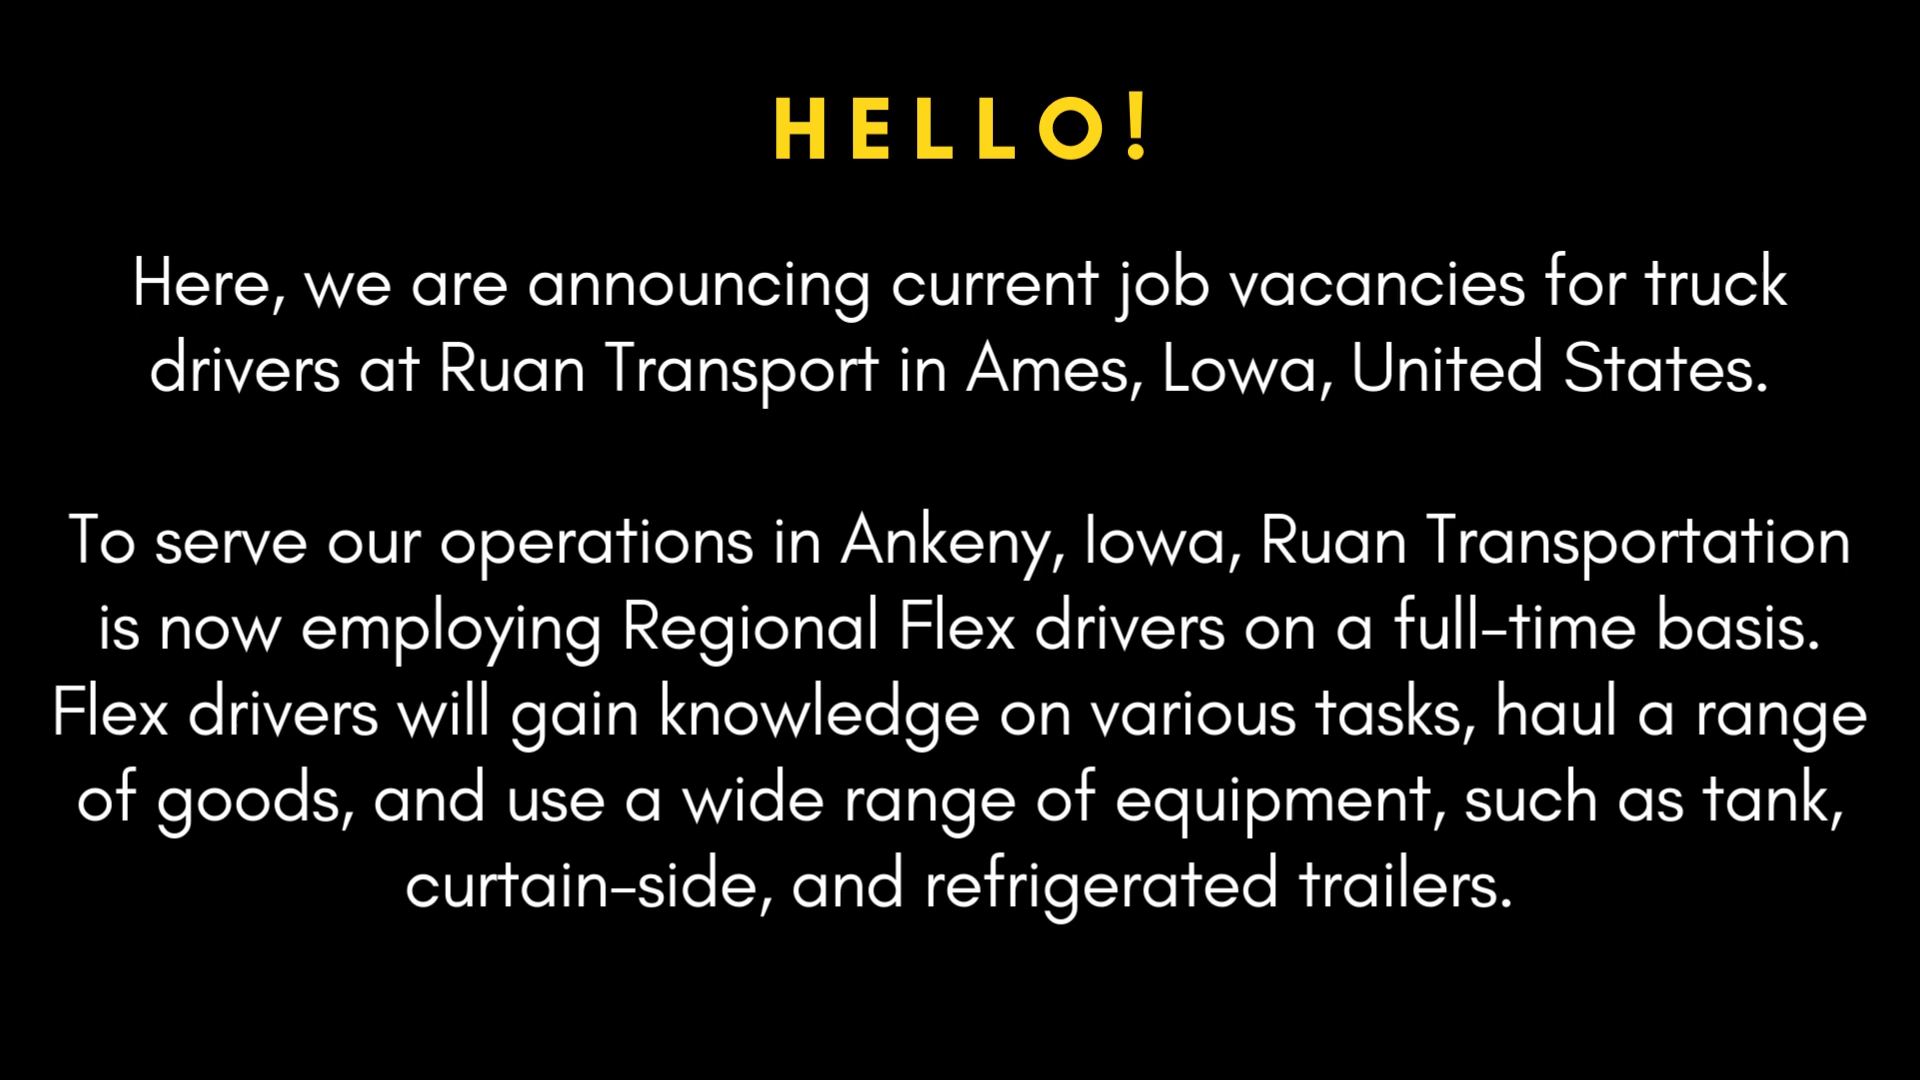 HELLO!
Here, we are announcing current job vacancies for truck
drivers at Ruan Transport in Ames, Lowa, United States.
To serve our operations in Ankeny, Iowa, Ruan Transportation
is now employing Regional Flex drivers on a full-time basis.
Flex drivers will gain knowledge on various tasks, haul a range
of goods, and use a wide range of equipment, such as tank,
curtain-side, and refrigerated trailers.